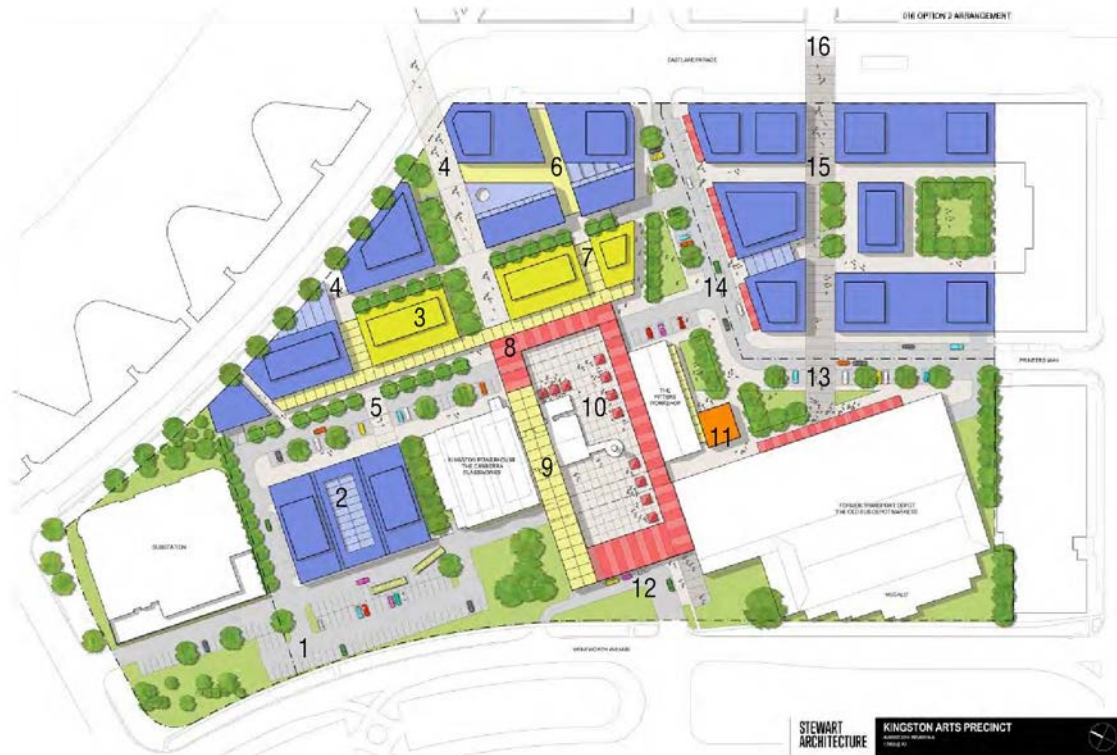 016 OPTION 2 ARRANGEMENT
16
EASTLAKE PARADE
4
6
15
7
4
14
3
PRINTERS WAY
8
13
THE
FITTERS
WORKSHOP
5
10
11
KINGSTON POWERHOUSE
THE CANBERRA
GLASSWORKS
9
2
FORMER TRANSPORT DEPOT
THE OLD BUS DEPOT MARKETS
SUBSTATION
12
1
WENTWORTH AVENUE
STEWART
ARCHITECTURE
KINGSTON ARTS PRECINCT